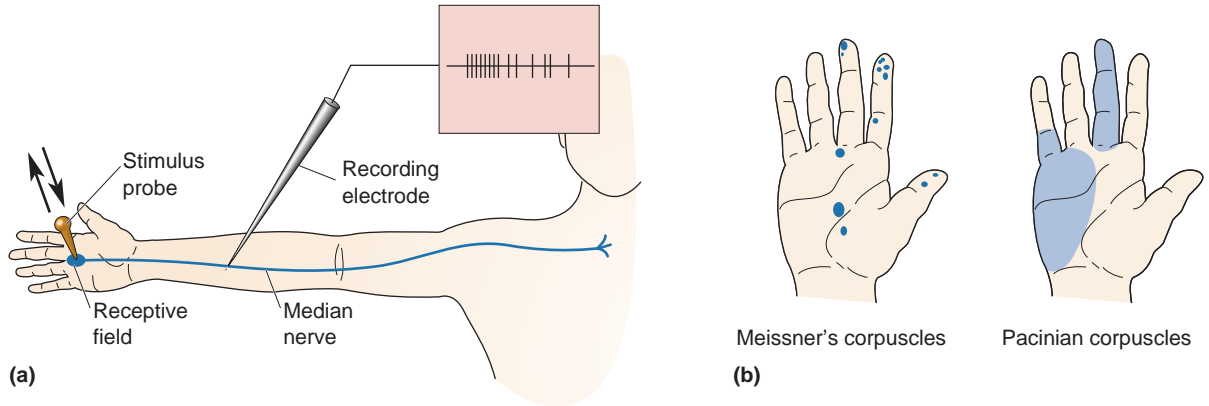 Stimulus
probe
Recording
electrode
Receptive
field
Median
nerve
(a)
Meissner’s corpuscles
Pacinian corpuscles
(b)